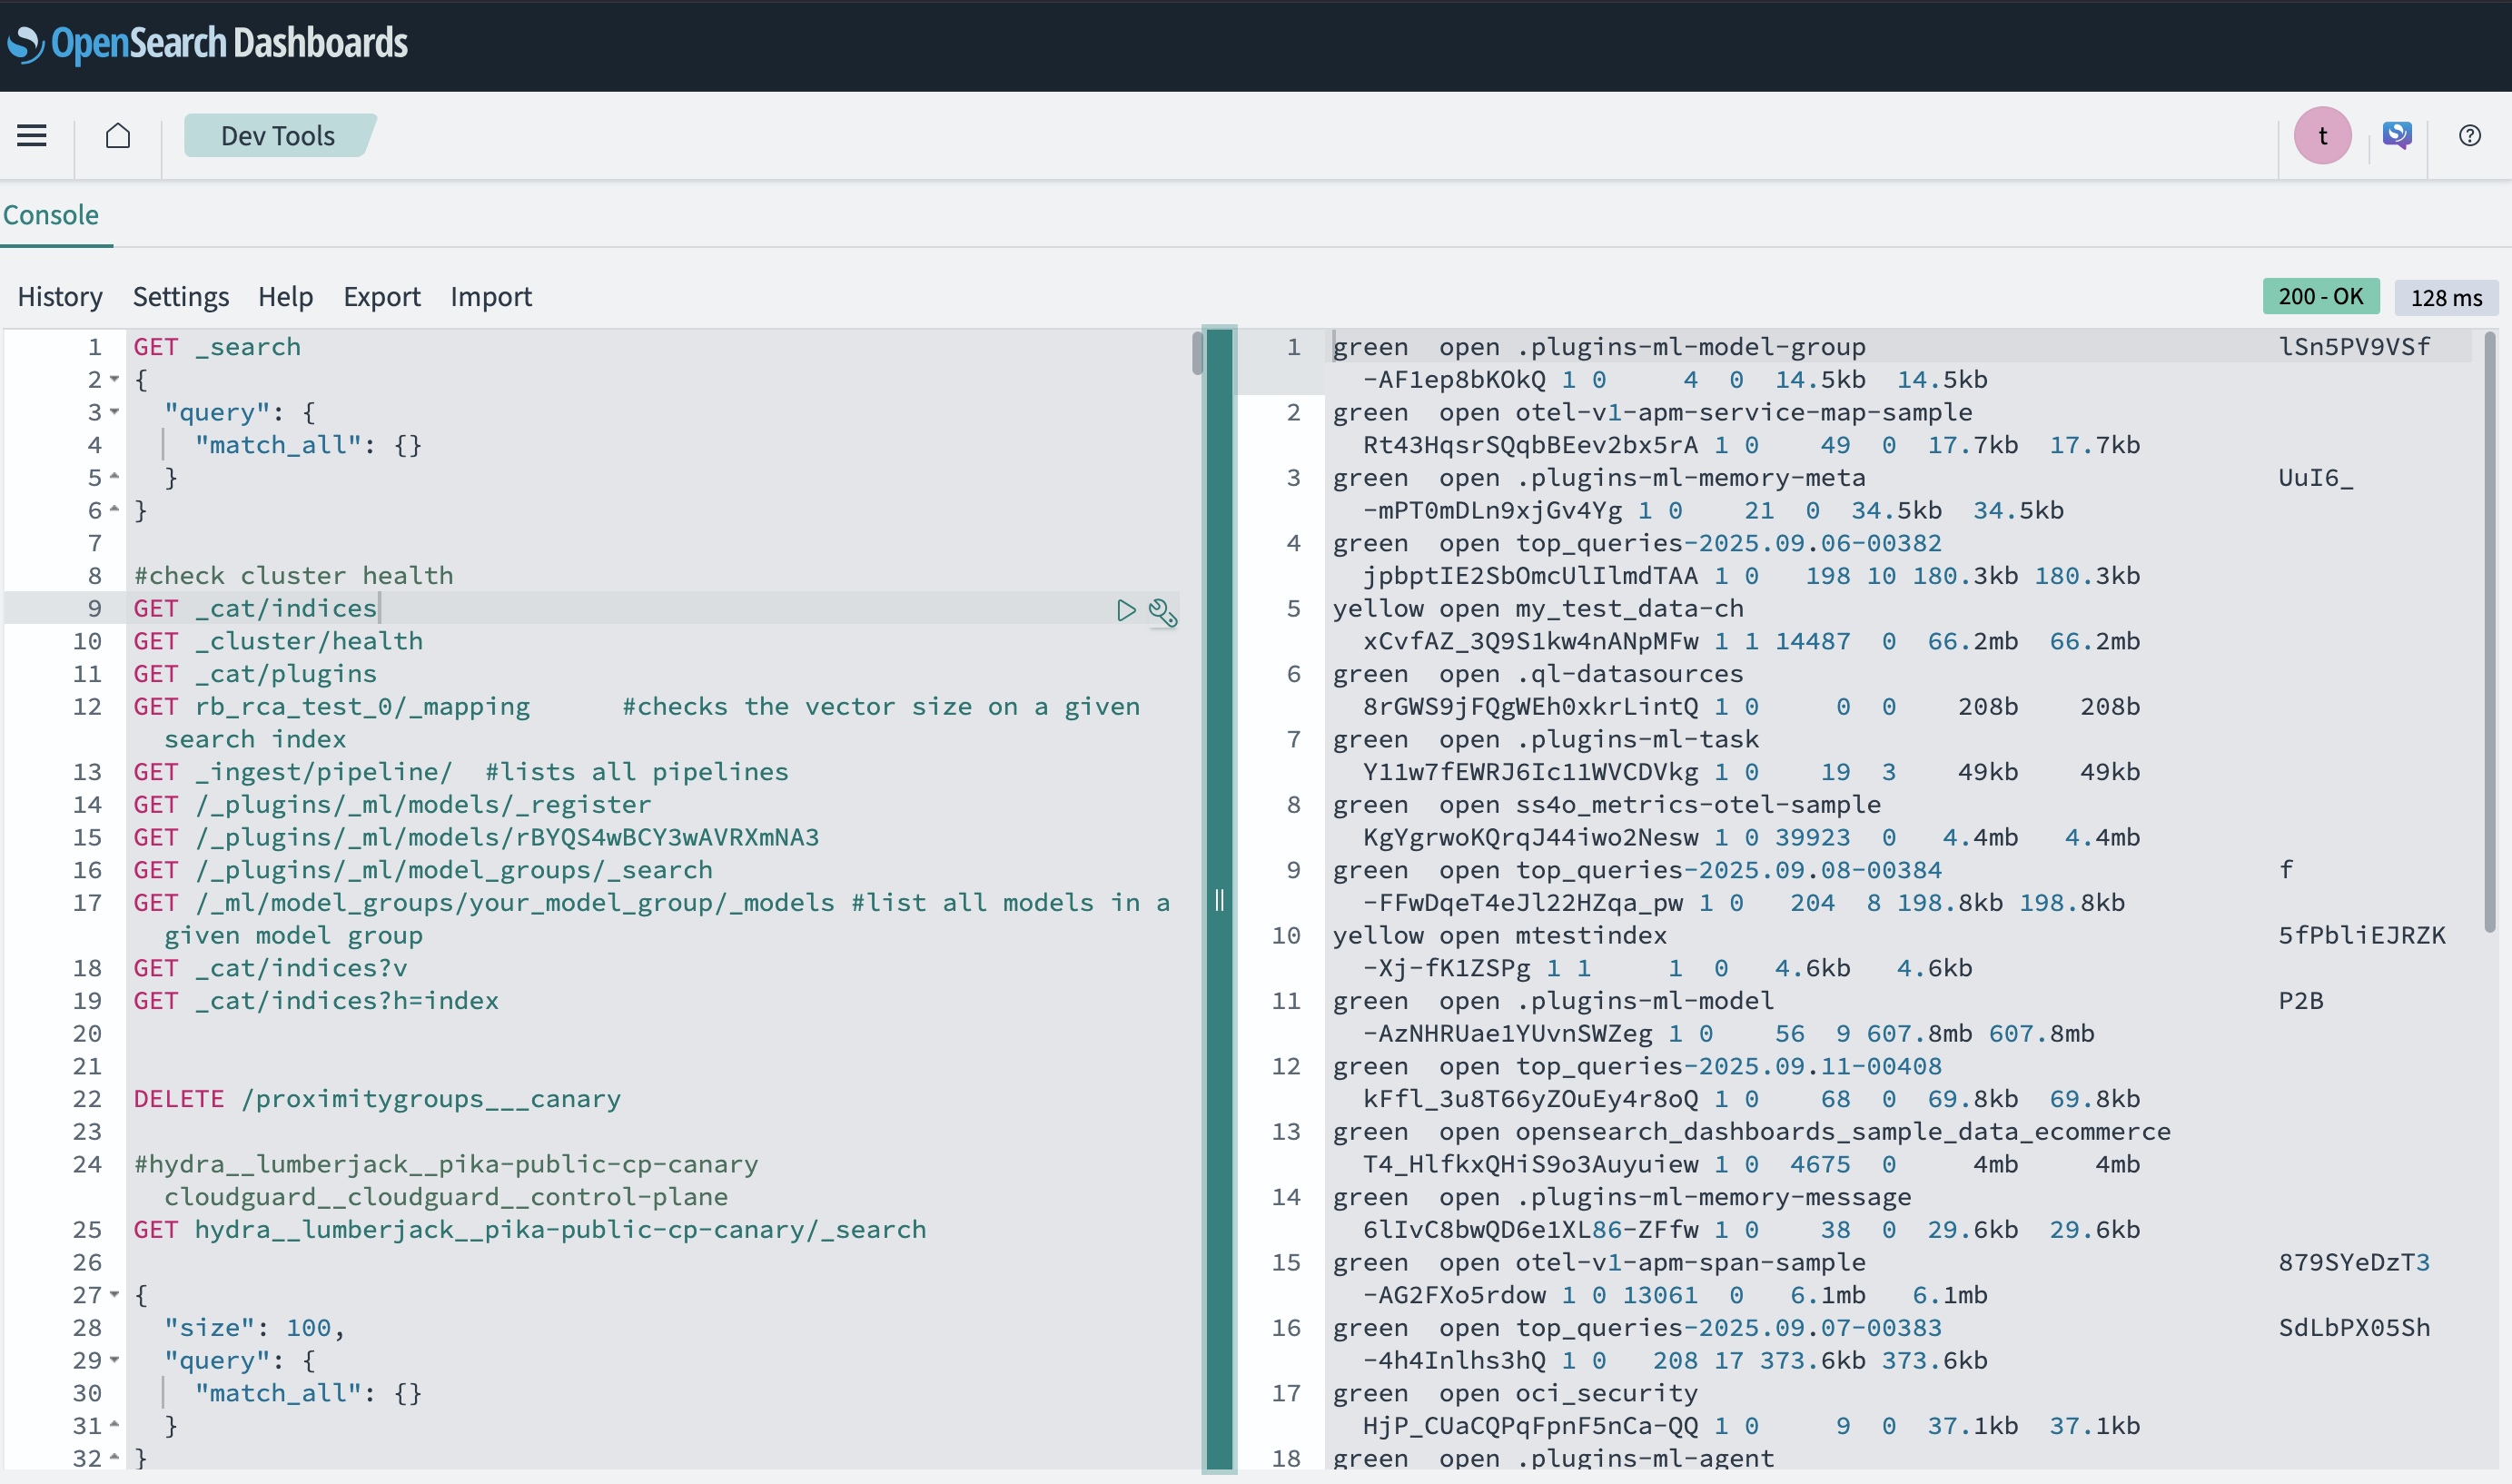 OpenSearch Dashboards
Dev Tools
t
Console
History Settings Help Export Import
200 - OK 128 ms
1 GET _search
2 {
3 "query": {
4 "match_all": {}
5 }
6 }
7
8 #check cluster health
9 GET _cat/indices
10 GET _cluster/health
11 GET _cat/plugins
12 GET rb_rca_test_0/_mapping #checks the vector size on a given
search index
13 GET _ingest/pipeline/ #lists all pipelines
14 GET /_plugins/_ml/models/_register
15 GET /_plugins/_ml/models/rBYQS4wBCY3wAVRXmNA3
16 GET /_plugins/_ml/model_groups/_search
17 GET /_ml/model_groups/your_model_group/_models #list all models in a
given model group
18 GET _cat/indices?v
19 GET _cat/indices?h=index
20
21
22 DELETE /proximitygroups___canary
23
24 #hydra__lumberjack__pika-public-cp-canary
cloudguard__cloudguard__control-plane
25 GET hydra__lumberjack__pika-public-cp-canary/_search
26
27 {
28 "size": 100,
29 "query": {
30 "match_all": {}
31 }
32 }
1 green open .plugins-ml-model-group lSn5PV9VSf
-AF1ep8bKOkQ 1 0 4 0 14.5kb 14.5kb
2 green open otel-v1-apm-service-map-sample
Rt43HqsrSQqbBEev2bx5rA 1 0 49 0 17.7kb 17.7kb
3 green open .plugins-ml-memory-meta UuI6_
-mPT0mDLn9xjGv4Yg 1 0 21 0 34.5kb 34.5kb
4 green open top_queries-2025.09.06-00382
jpbptIE2SbOmcUlIlmdTAA 1 0 198 10 180.3kb 180.3kb
5 yellow open my_test_data-ch
xCvfAZ_3Q9S1kw4nANpMFw 1 1 14487 0 66.2mb 66.2mb
6 green open .ql-datasources
8rGWS9jFQgWEh0xkrLintQ 1 0 0 0 208b 208b
7 green open .plugins-ml-task
Y11w7fEWRJ6Ic11WVCDVkg 1 0 19 3 49kb 49kb
8 green open ss4o_metrics-otel-sample
KgYgrwoKQrqJ44iwo2Nesw 1 0 39923 0 4.4mb 4.4mb
9 green open top_queries-2025.09.08-00384 f
-FFwDqeT4eJl22HZqa_pw 1 0 204 8 198.8kb 198.8kb
10 yellow open mtestindex 5fPbliEJRZK
-Xj-fK1ZSPg 1 1 1 0 4.6kb 4.6kb
11 green open .plugins-ml-model P2B
-AzNHRUae1YUvnSWZeg 1 0 56 9 607.8mb 607.8mb
12 green open top_queries-2025.09.11-00408
kFfl_3u8T66yZOuEy4r8oQ 1 0 68 0 69.8kb 69.8kb
13 green open opensearch_dashboards_sample_data_ecommerce
T4_HlfkxQHiS9o3Auyuiew 1 0 4675 0 4mb 4mb
14 green open .plugins-ml-memory-message
6lIvC8bwQD6e1XL86-ZFfw 1 0 38 0 29.6kb 29.6kb
15 green open otel-v1-apm-span-sample 879SYeDzT3
-AG2FXo5rdow 1 0 13061 0 6.1mb 6.1mb
16 green open top_queries-2025.09.07-00383 SdLbPX05Sh
-4h4Inlhs3hQ 1 0 208 17 373.6kb 373.6kb
17 green open oci_security
HjP_CUaCQPqFpnF5nCa-QQ 1 0 9 0 37.1kb 37.1kb
18 green open .plugins-ml-agent